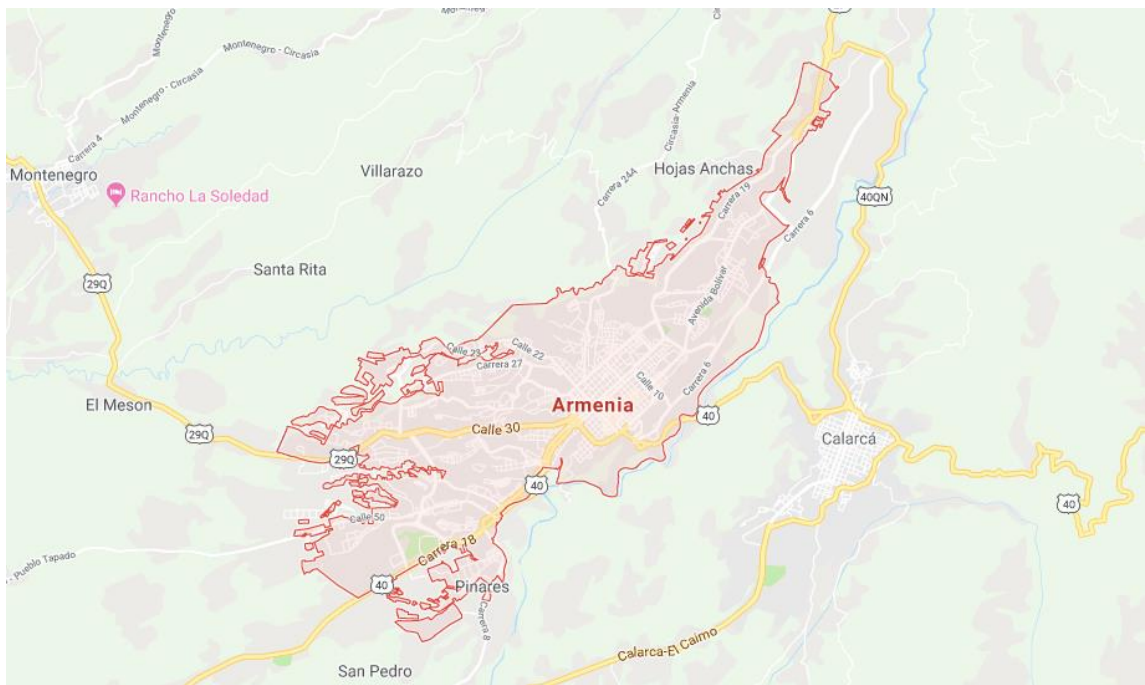 Montenegro - Circasia
Montenegro - Circasia
Montenegro - Circasia
Carrera 4
Montenegro
Rancho La Soledad
Villarazo
Circasia-Armenia
Carrera 24A
Hojas Anchas
Carrera 19
40QN
Carrera 6
29Q
Santa Rita
Avenida Bolívar
Calle 23
Calle 22
Carrera 27
Calle 10
Carrera 6
El Meson
Armenia
40
29Q
Calle 30
Calarcá
29Q
40
40
Calle 50
Carrera 18
- Pueblo Tapado
40
Pinares
Carrera 8
Calarca-El Caimo
San Pedro